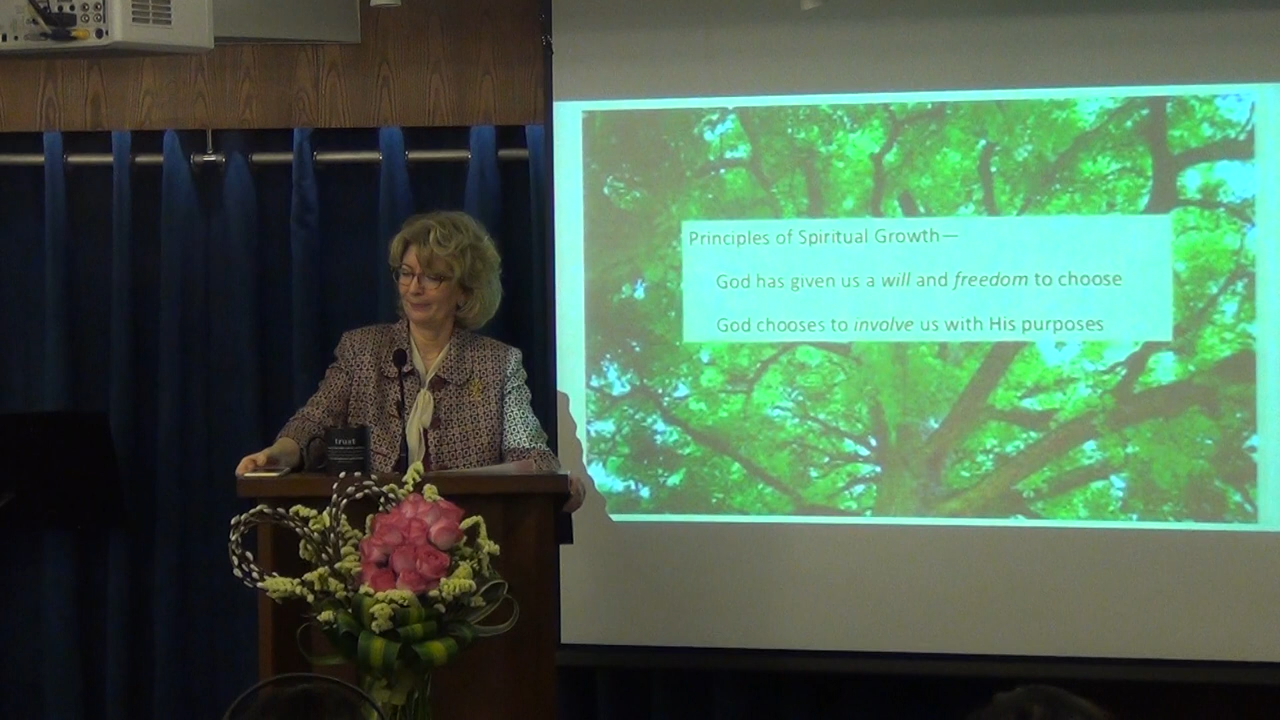 Principles of Spiritual Growth—
God has given us a will and freedom to choose
God chooses to involve us with His purposes
trust